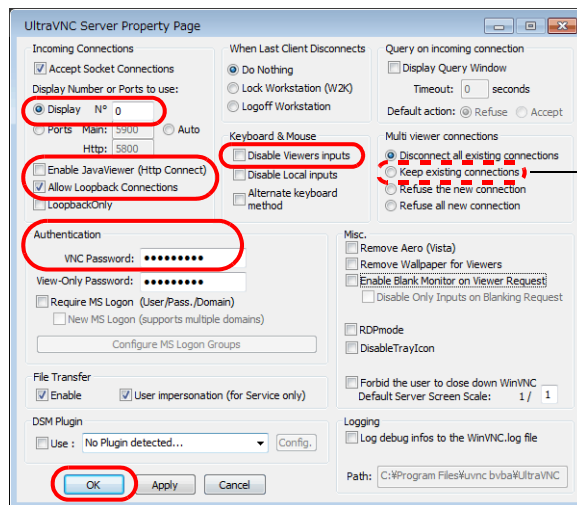 UltraVNC Server Property Page
Incoming Connections
Accept Socket Connections
Display Number or Ports to use:
Display N° 0
Ports Main: 5900 Auto
Http: 5800
Enable JavaViewer (Http Connect)
Allow Loopback Connections
LoopbackOnly
When Last Client Disconnects
Do Nothing
Lock Workstation (W2K)
Logoff Workstation
Keyboard & Mouse
Disable Viewers inputs
Disable Local inputs
Alternate keyboard
method
Query on incoming connection
Display Query Window
Timeout: 0 seconds
Default action: Refuse Accept
Multi viewer connections
Disconnect all existing connections
Keep existing connections
Refuse the new connection
Refuse all new connection
Authentication
VNC Password: •••••••••
View-Only Password: •••••••••
Require MS Logon (User/Pass./Domain)
New MS Logon (supports multiple domains)
Configure MS Logon Groups
Misc.
Remove Aero (Vista)
Remove Wallpaper for Viewers
Enable Blank Monitor on Viewer Request
Disable Only Inputs on Blanking Request
RDPmode
DisableTrayIcon
Forbid the user to close down WinVNC
Default Server Screen Scale: 1 / 1
File Transfer
Enable User impersonation (for Service only)
DSM Plugin
Use : No Plugin detected... Config.
Logging
Log debug infos to the WinVNC.log file
Path: C:¥Program Files¥uvnc bvba¥UltraVNC
OK Apply Cancel